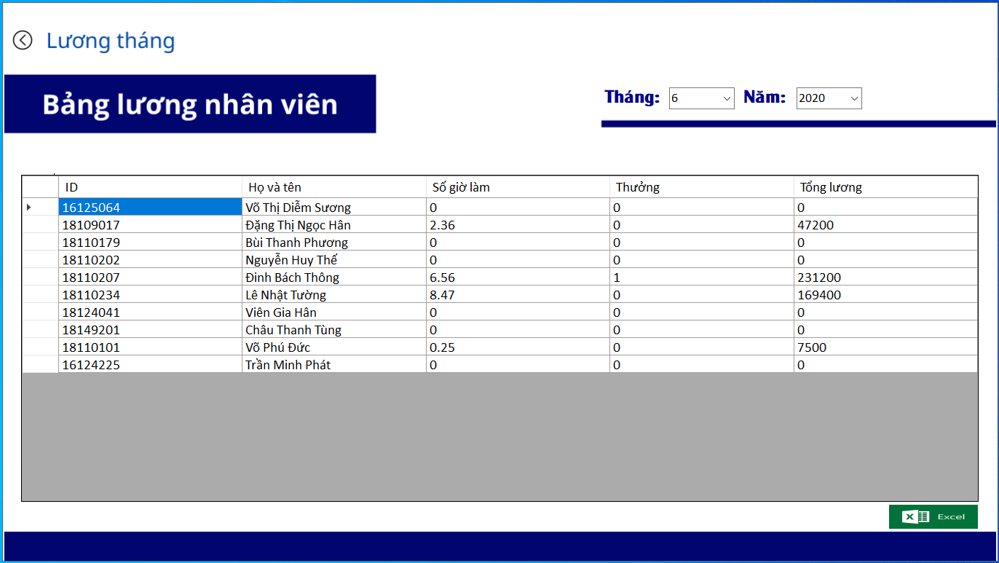 Lương tháng
Bảng lương nhân viên
Tháng: 6 Năm: 2020
ID Họ và tên Số giờ làm Thưởng Tổng lương
16125064 Võ Thị Diễm Sương 0 0 0
18109017 Đặng Thị Ngọc Hân 2.36 0 47200
18110179 Bùi Thanh Phương 0 0 0
18110202 Nguyễn Huy Thế 0 0 0
18110207 Đinh Bách Thông 6.56 1 231200
18110234 Lê Nhật Tường 8.47 0 169400
18124041 Viên Gia Hân 0 0 0
18149201 Châu Thanh Tùng 0 0 0
18110101 Võ Phú Đức 0.25 0 7500
16124225 Trần Minh Phát 0 0 0
X Excel